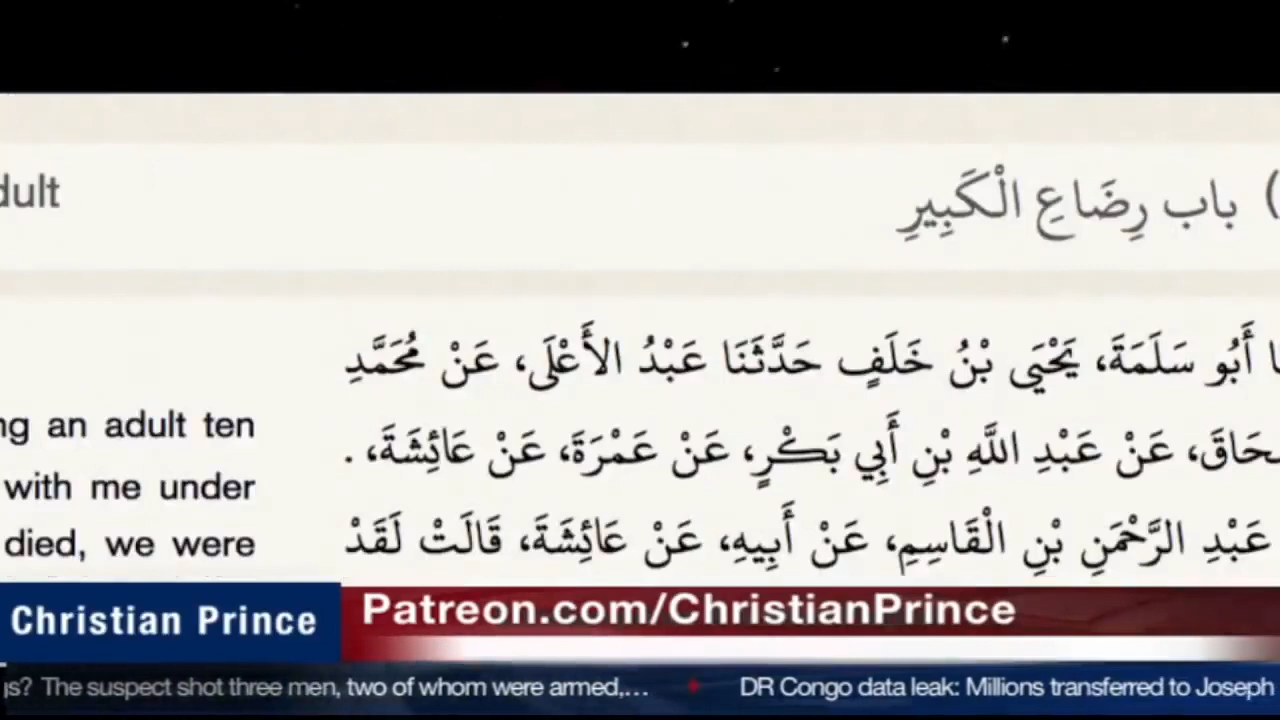 dult
باب رِضَاعِ الْكَبِيرِ (
ا أَبُو سَلَمَةَ، يَحْيَى بْنُ خَلَفٍ حَدَّثَنَا عَبْدُ الأَعْلَى، عَنْ مُحَمَّدِ
حَاقَ، عَنْ عَبْدِ اللَّهِ بْنِ أَبِي بَكْرٍ، عَنْ عَمْرَةَ، عَنْ عَائِشَةَ، .
عَبْدِ الرَّحْمَنِ بْنِ الْقَاسِمِ، عَنْ أَبِيهِ، عَنْ عَائِشَةَ، قَالَتْ لَقَدْ
ng an adult ten
with me under
died, we were
Christian Prince
Patreon.com/ChristianPrince
gs? The suspect shot three men, two of whom were armed,... ♦ DR Congo data leak: Millions transferred to Joseph